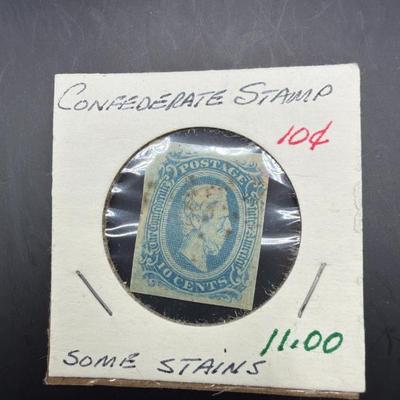 CONFEDERATE STAMP
10¢
POSTAGE
10 CENTS
SOME STAINS
11.00